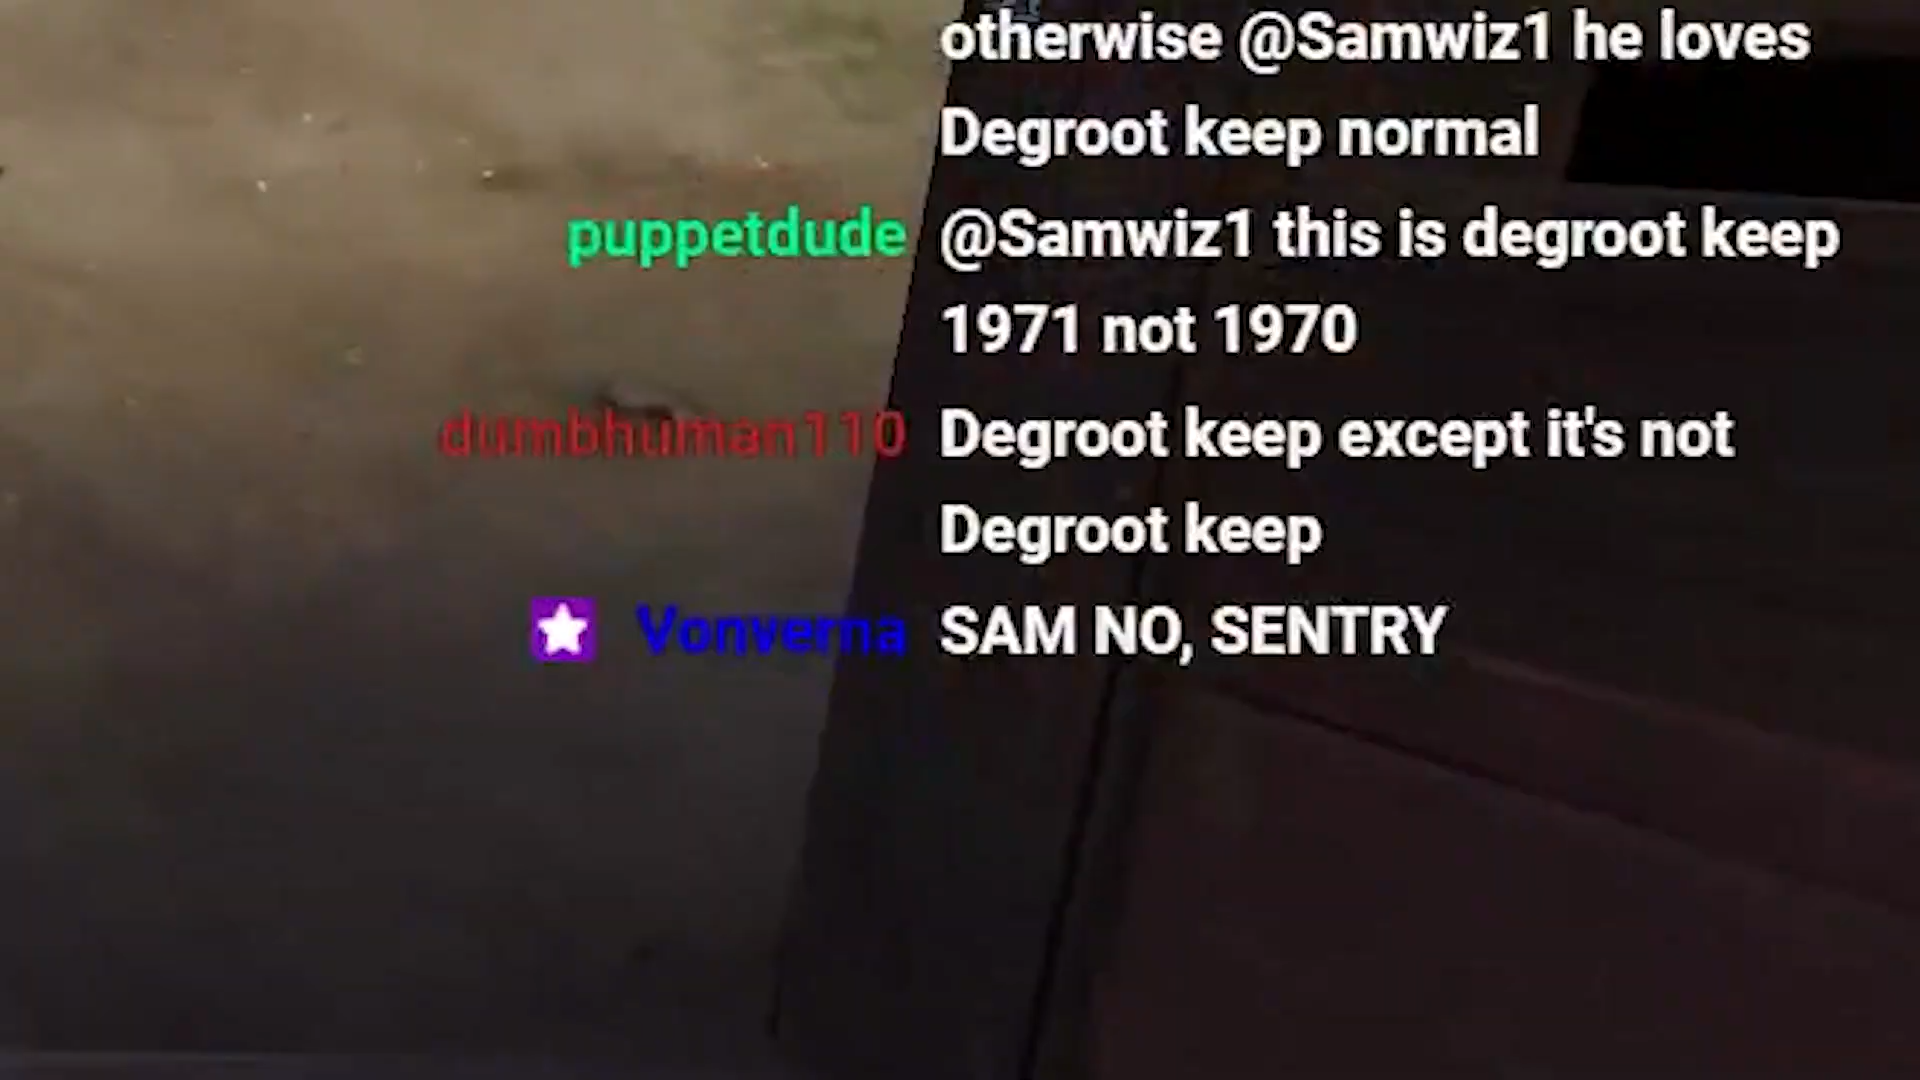 otherwise @Samwiz1 he loves
Degroot keep normal
puppetdude @Samwiz1 this is degroot keep
1971 not 1970
dumbhuman110 Degroot keep except it's not
Degroot keep
Vonverna SAM NO, SENTRY